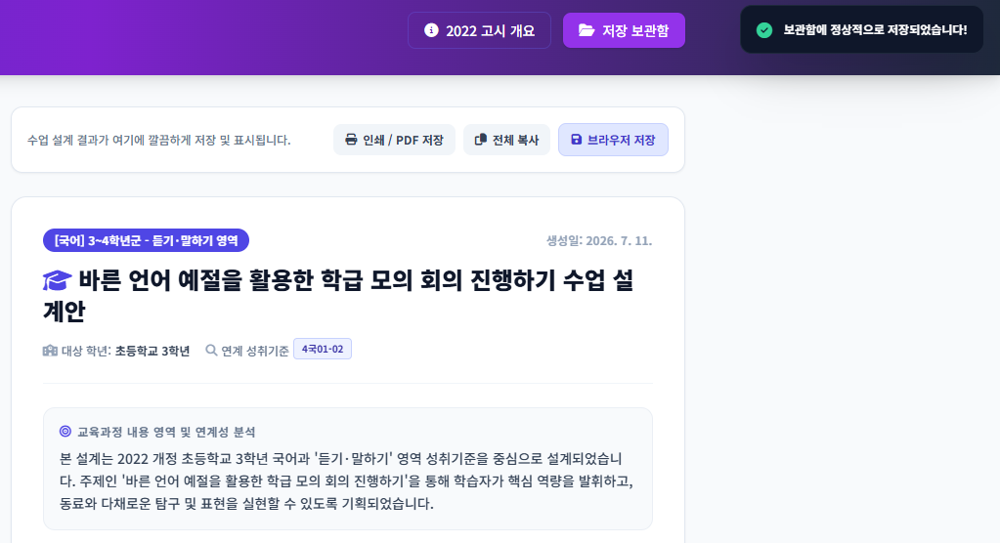 2022 고시 개요
저장 보관함
보관함에 정상적으로 저장되었습니다!
수업 설계 결과가 여기에 깔끔하게 저장 및 표시됩니다.
인쇄 / PDF 저장
전체 복사
브라우저 저장
[국어] 3~4학년군 - 듣기·말하기 영역
생성일: 2026. 7. 11.
바른 언어 예절을 활용한 학급 모의 회의 진행하기 수업 설
계안
대상 학년: 초등학교 3학년
연계 성취기준 4국01-02
교육과정 내용 영역 및 연계성 분석
본 설계는 2022 개정 초등학교 3학년 국어과 '듣기·말하기' 영역 성취기준을 중심으로 설계되었습니
다. 주제인 '바른 언어 예절을 활용한 학급 모의 회의 진행하기'을 통해 학습자가 핵심 역량을 발휘하고,
동료와 다채로운 탐구 및 표현을 실현할 수 있도록 기획되었습니다.